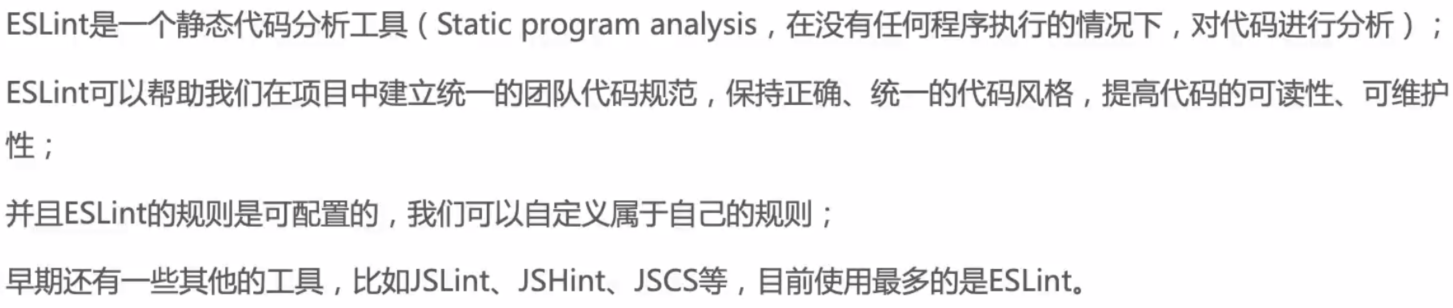 ESLint是一个静态代码分析工具（Static program analysis，在没有任何程序执行的情况下，对代码进行分析）；
ESLint可以帮助我们在项目中建立统一的团队代码规范，保持正确、统一的代码风格，提高代码的可读性、可维护
性；
并且ESLint的规则是可配置的，我们可以自定义属于自己的规则；
早期还有一些其他的工具，比如JSLint、JSHint、JSCS等，目前使用最多的是ESLint。